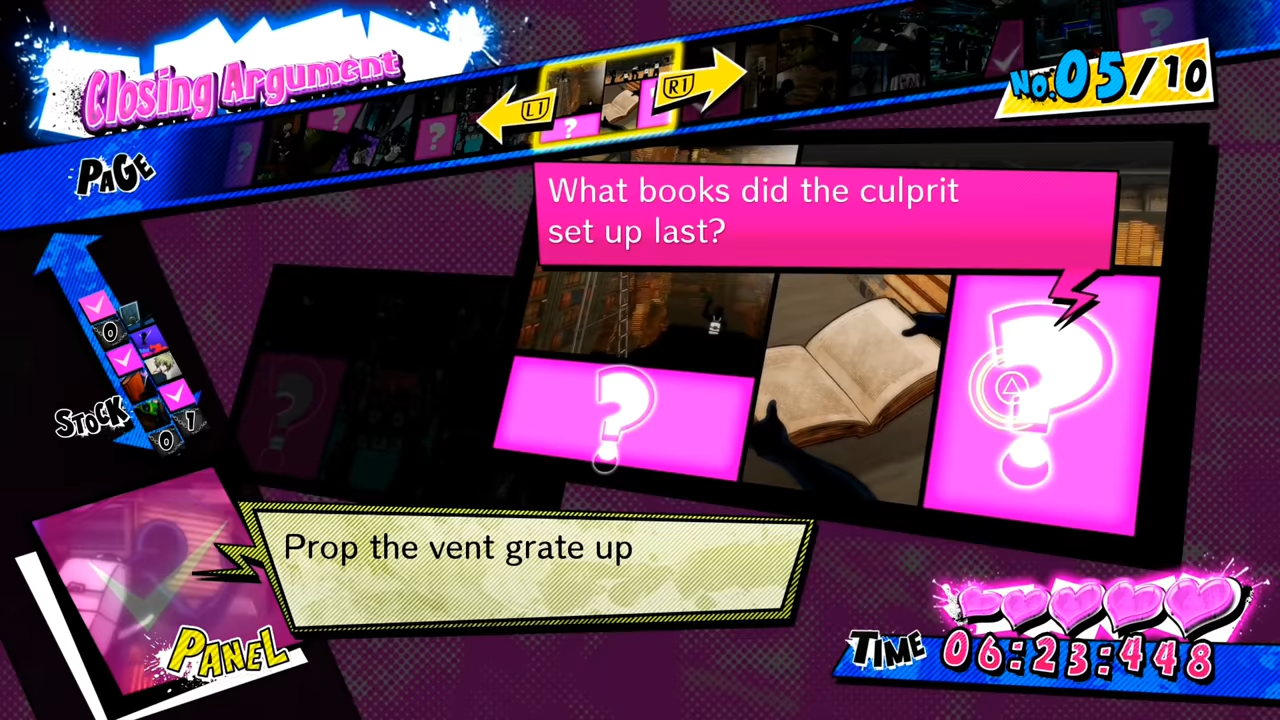 Closing Argument
L1
R1
No.05/10
PAGE
What books did the culprit
set up last?
?
?
0
STOCK
1
0
Prop the vent grate up
PANEL
TIME 06:23:448